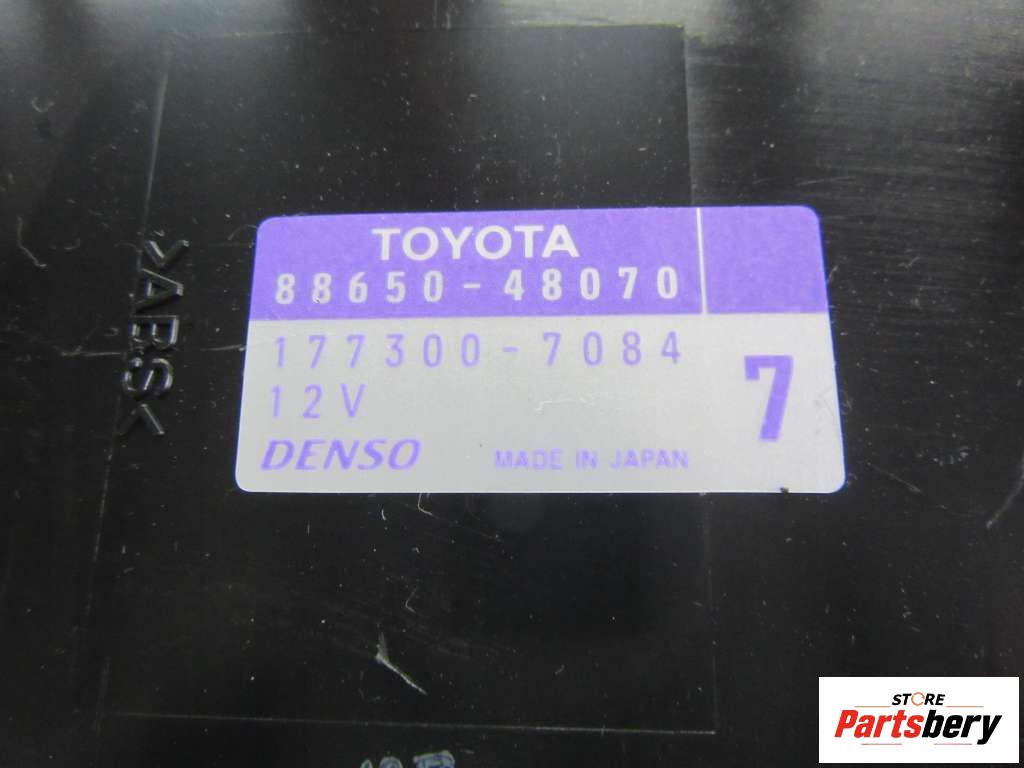 TOYOTA
88650-48070
177300-7084
12V
7
DENSO MADE IN JAPAN
>ABS<
STORE
Partsbery